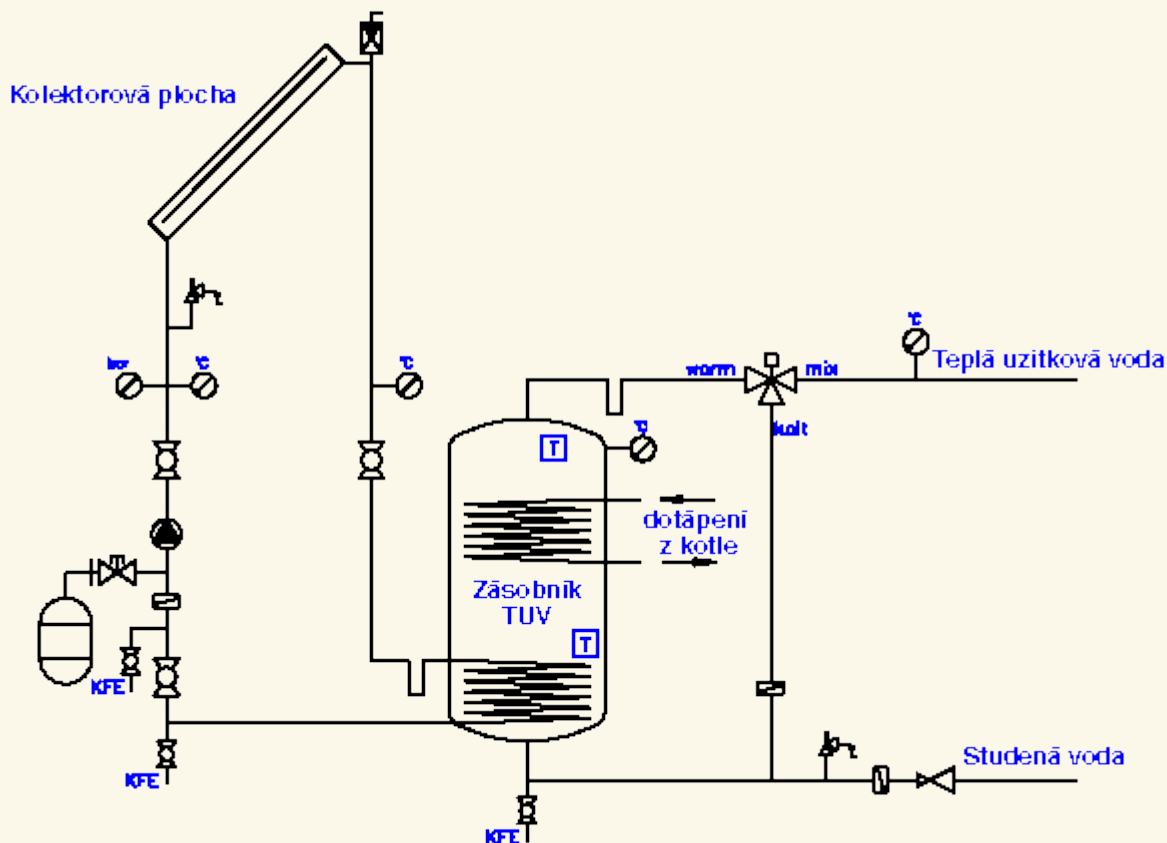 Kolektorová plocha
bar
°C
°C
°C
Teplá uzitková voda
warm
mix
kalt
°C
T
dotápení
z kotle
Zásobník
TUV
T
KFE
KFE
KFE
Studená voda